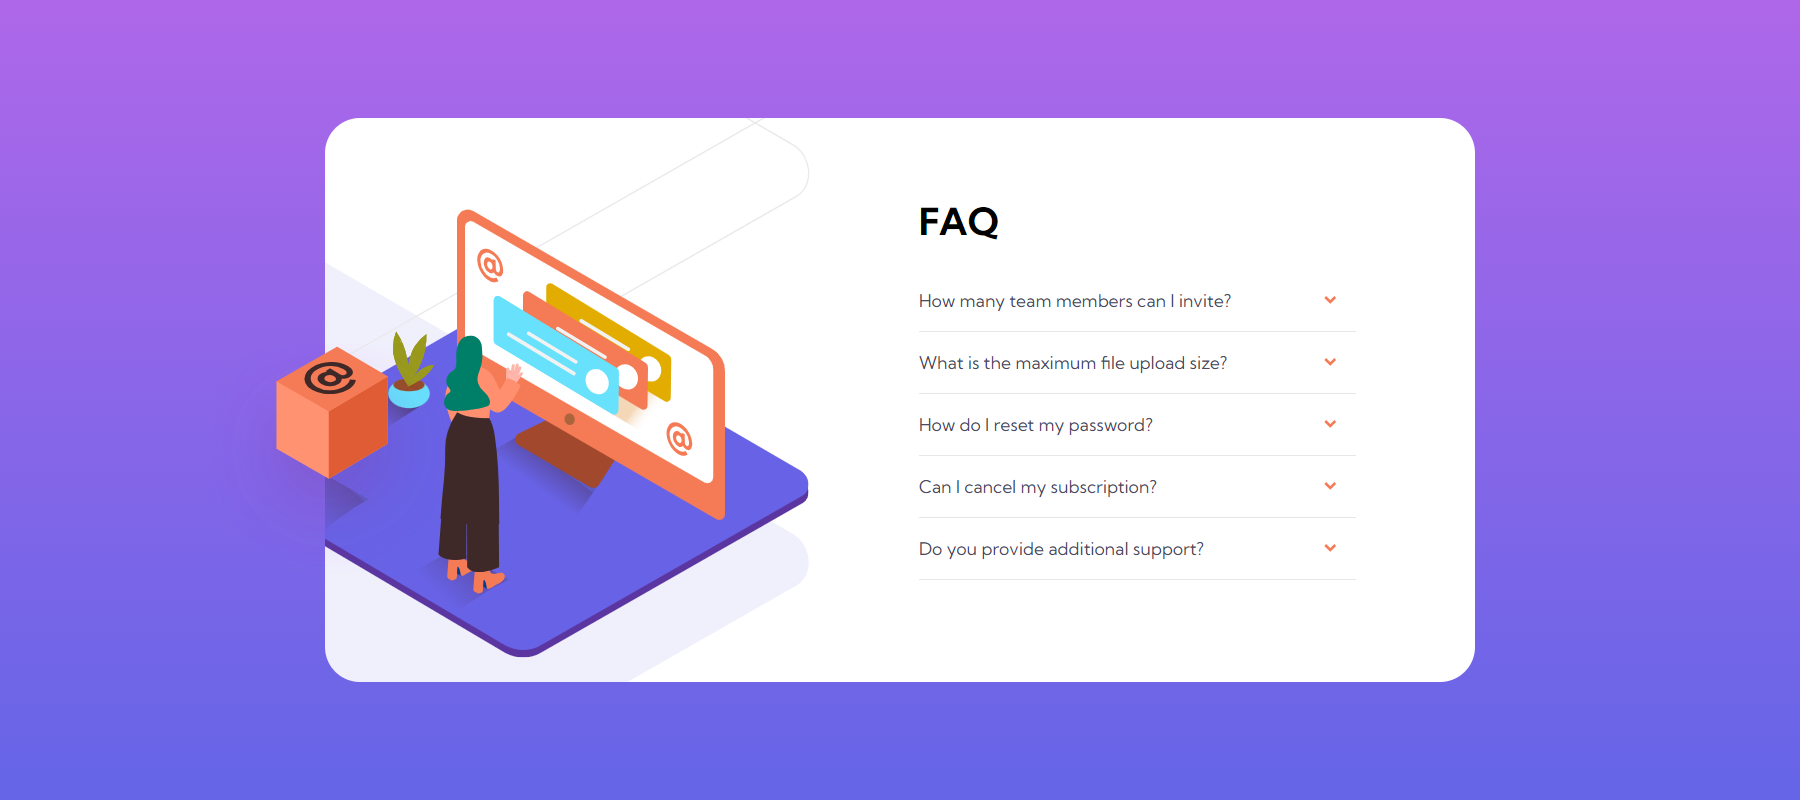 FAQ
How many team members can I invite?
What is the maximum file upload size?
How do I reset my password?
Can I cancel my subscription?
Do you provide additional support?
@
@
@